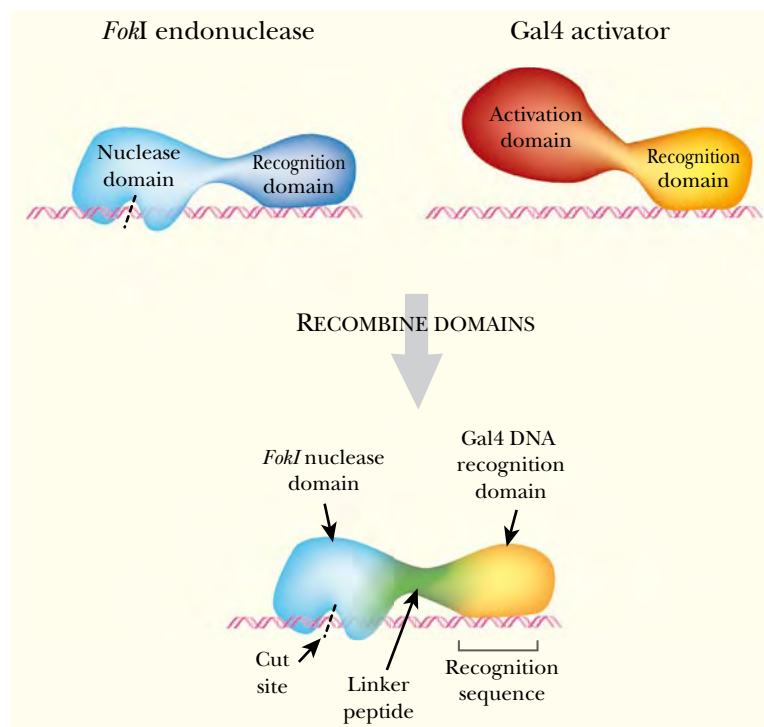 FokI endonuclease
Gal4 activator
Nuclease
domain
Recognition
domain
Activation
domain
Recognition
domain
RECOMBINE DOMAINS
FokI nuclease
domain
Gal4 DNA
recognition
domain
Cut
site
Linker
peptide
Recognition
sequence